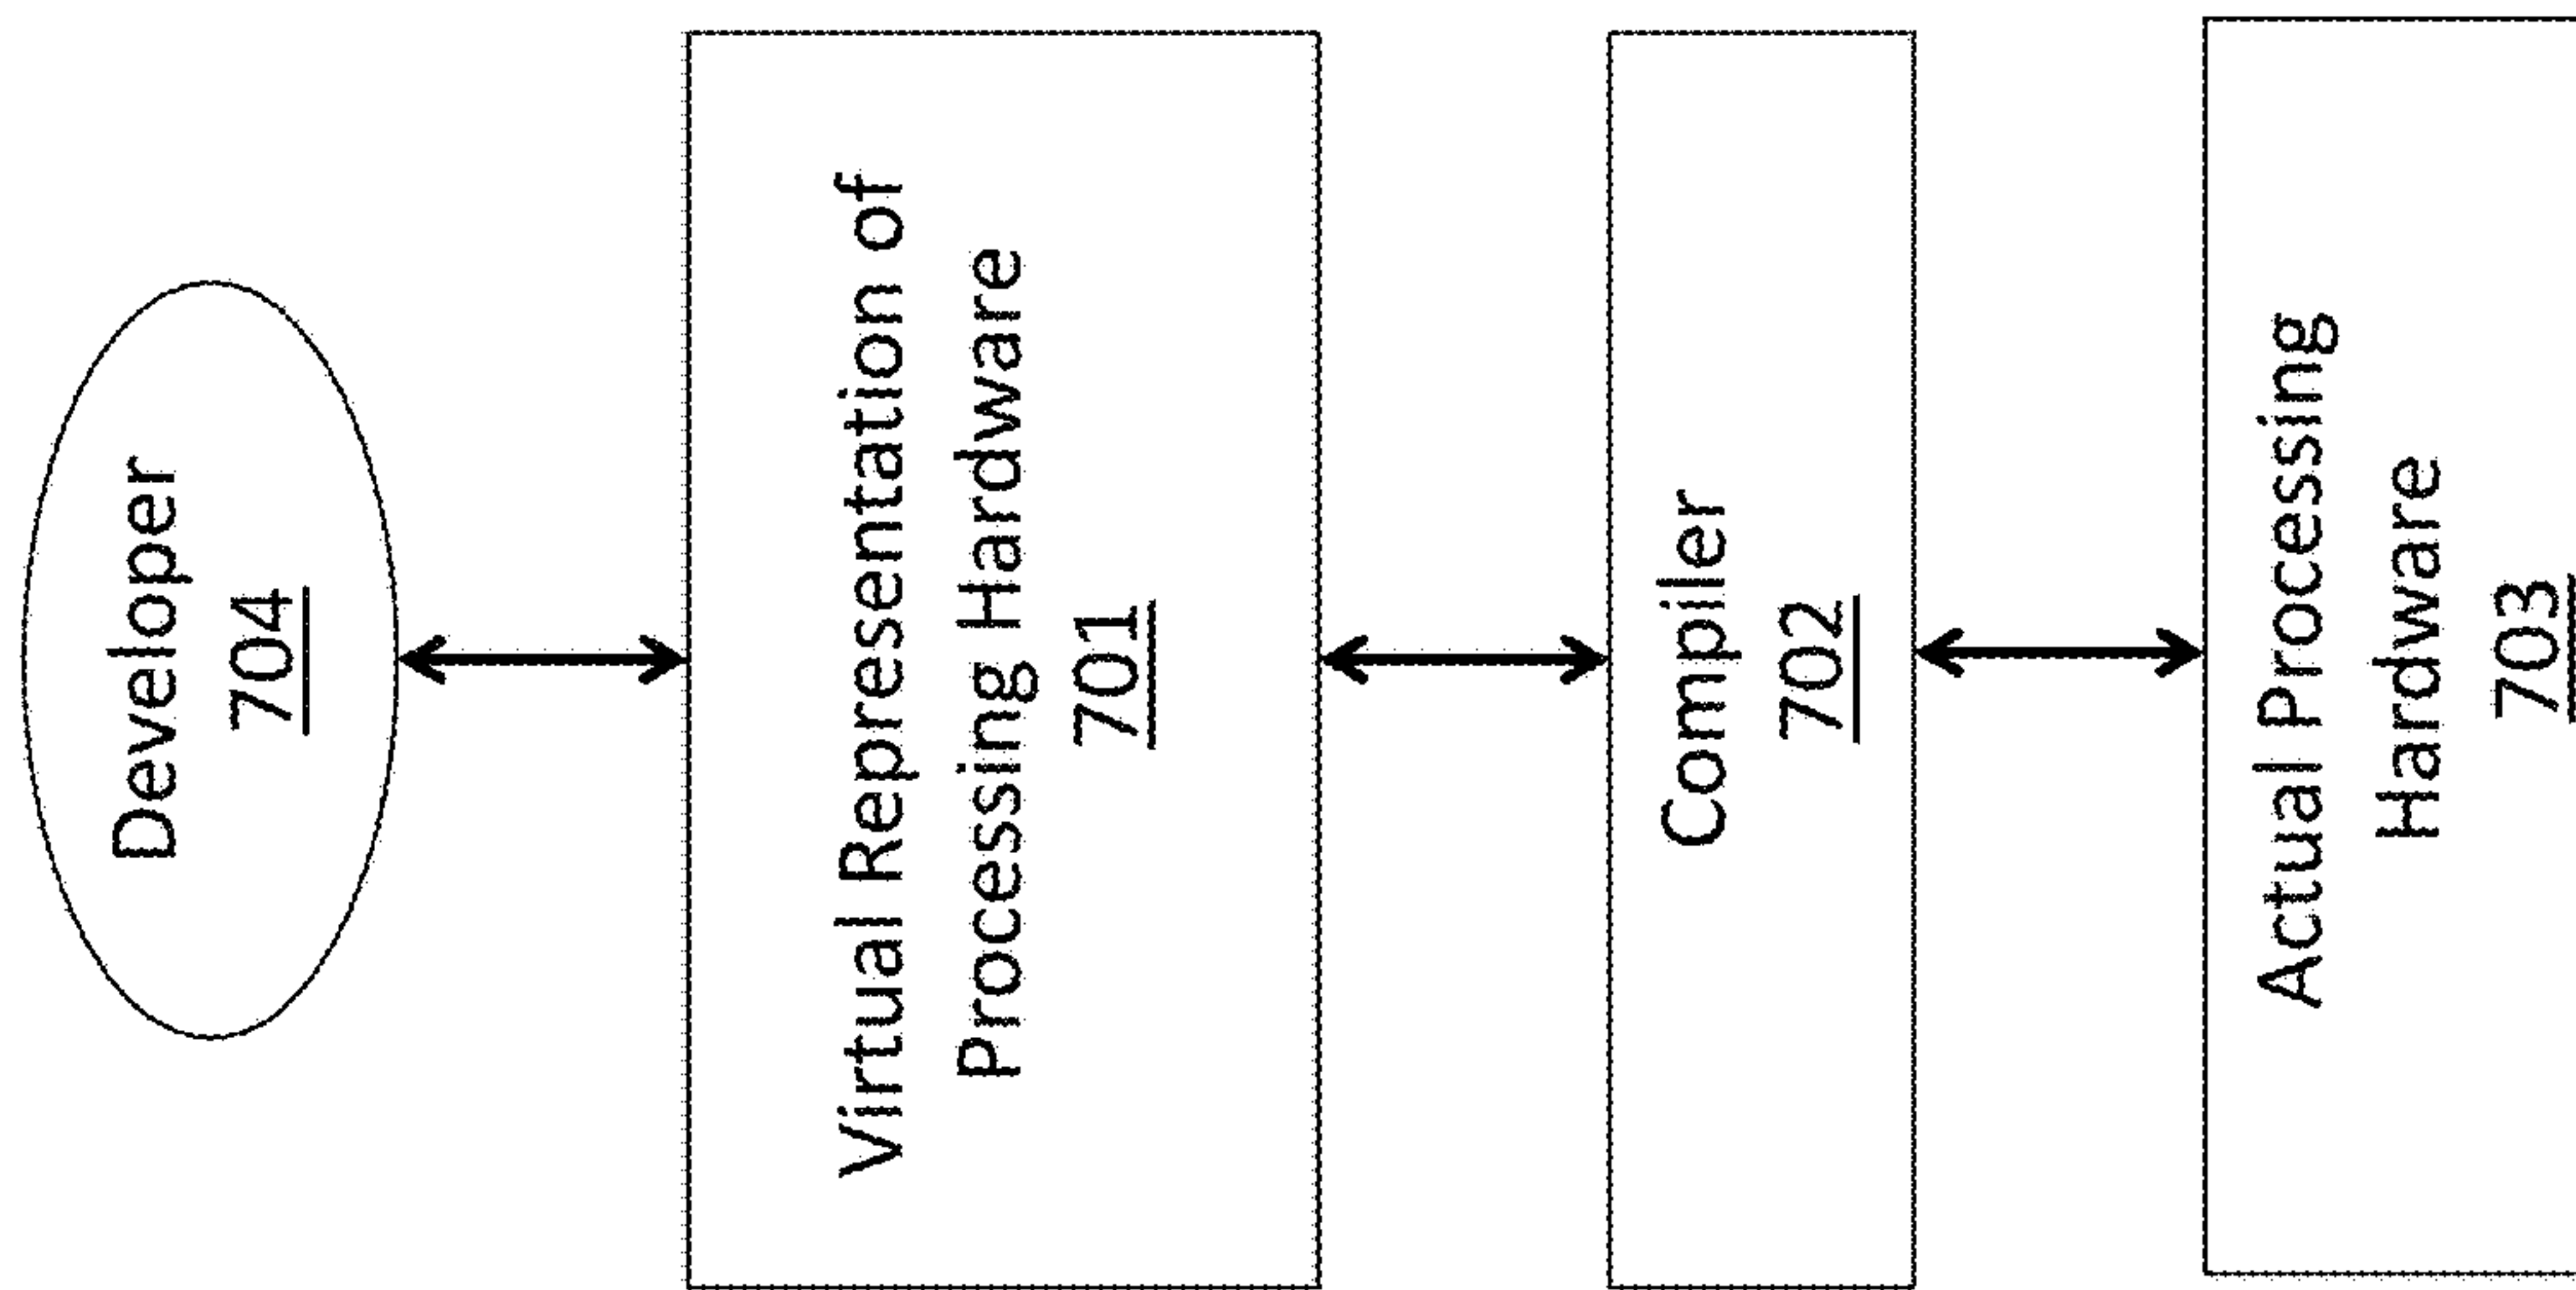 Developer
704
Virtual Representation of
Processing Hardware
701
Compiler
702
Actual Processing
Hardware
703